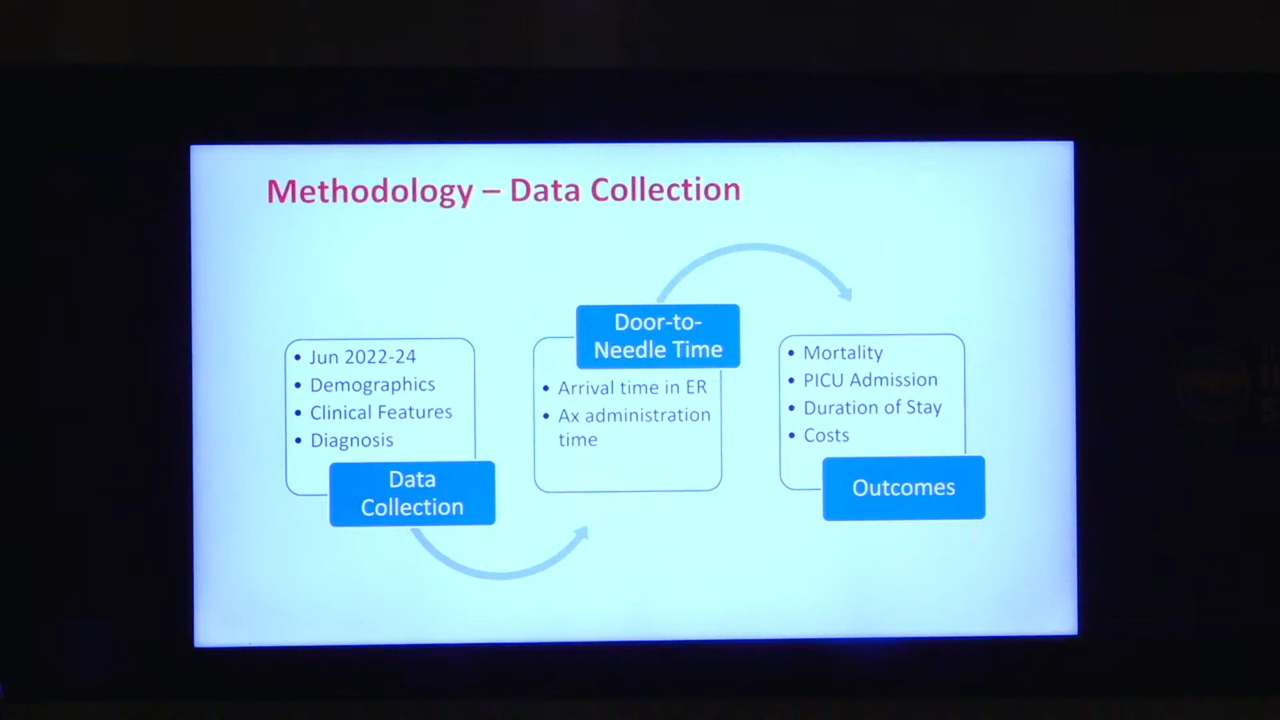 Methodology – Data Collection
• Jun 2022-24
• Demographics
• Clinical Features
• Diagnosis
Data
Collection
Door-to-
Needle Time
• Arrival time in ER
• Ax administration
time
• Mortality
• PICU Admission
• Duration of Stay
• Costs
Outcomes